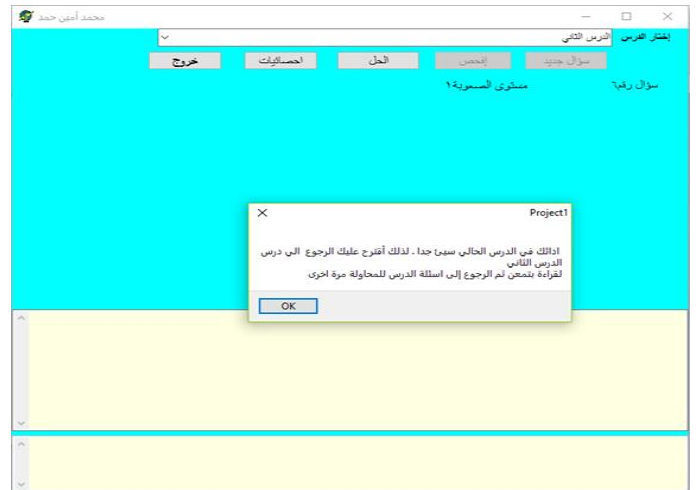 محمد أمين حمد
إختار الدرس الدرس الثاني
سؤال جديد إفحص الحل احصائيات خروج
سؤال رقم٦ مستوى الصعوبة١
Project1
ادائك في الدرس الحالي سيئ جدا ، لذلك أقترح عليك الرجوع الي درس
الدرس الثاني
لقراءة بتمعن ثم الرجوع إلى اسئلة الدرس للمحاولة مرة اخرى
OK